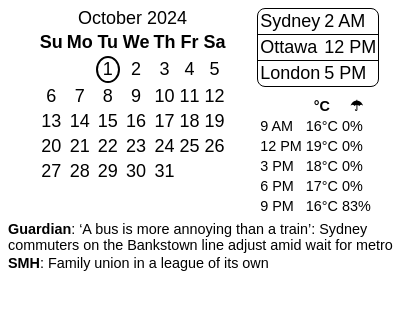 October 2024
Su Mo Tu We Th Fr Sa
1 2 3 4 5
6 7 8 9 10 11 12
13 14 15 16 17 18 19
20 21 22 23 24 25 26
27 28 29 30 31
Sydney 2 AM
Ottawa 12 PM
London 5 PM
°C ☂
9 AM 16°C 0%
12 PM 19°C 0%
3 PM 18°C 0%
6 PM 17°C 0%
9 PM 16°C 83%
Guardian: ‘A bus is more annoying than a train’: Sydney
commuters on the Bankstown line adjust amid wait for metro
SMH: Family union in a league of its own